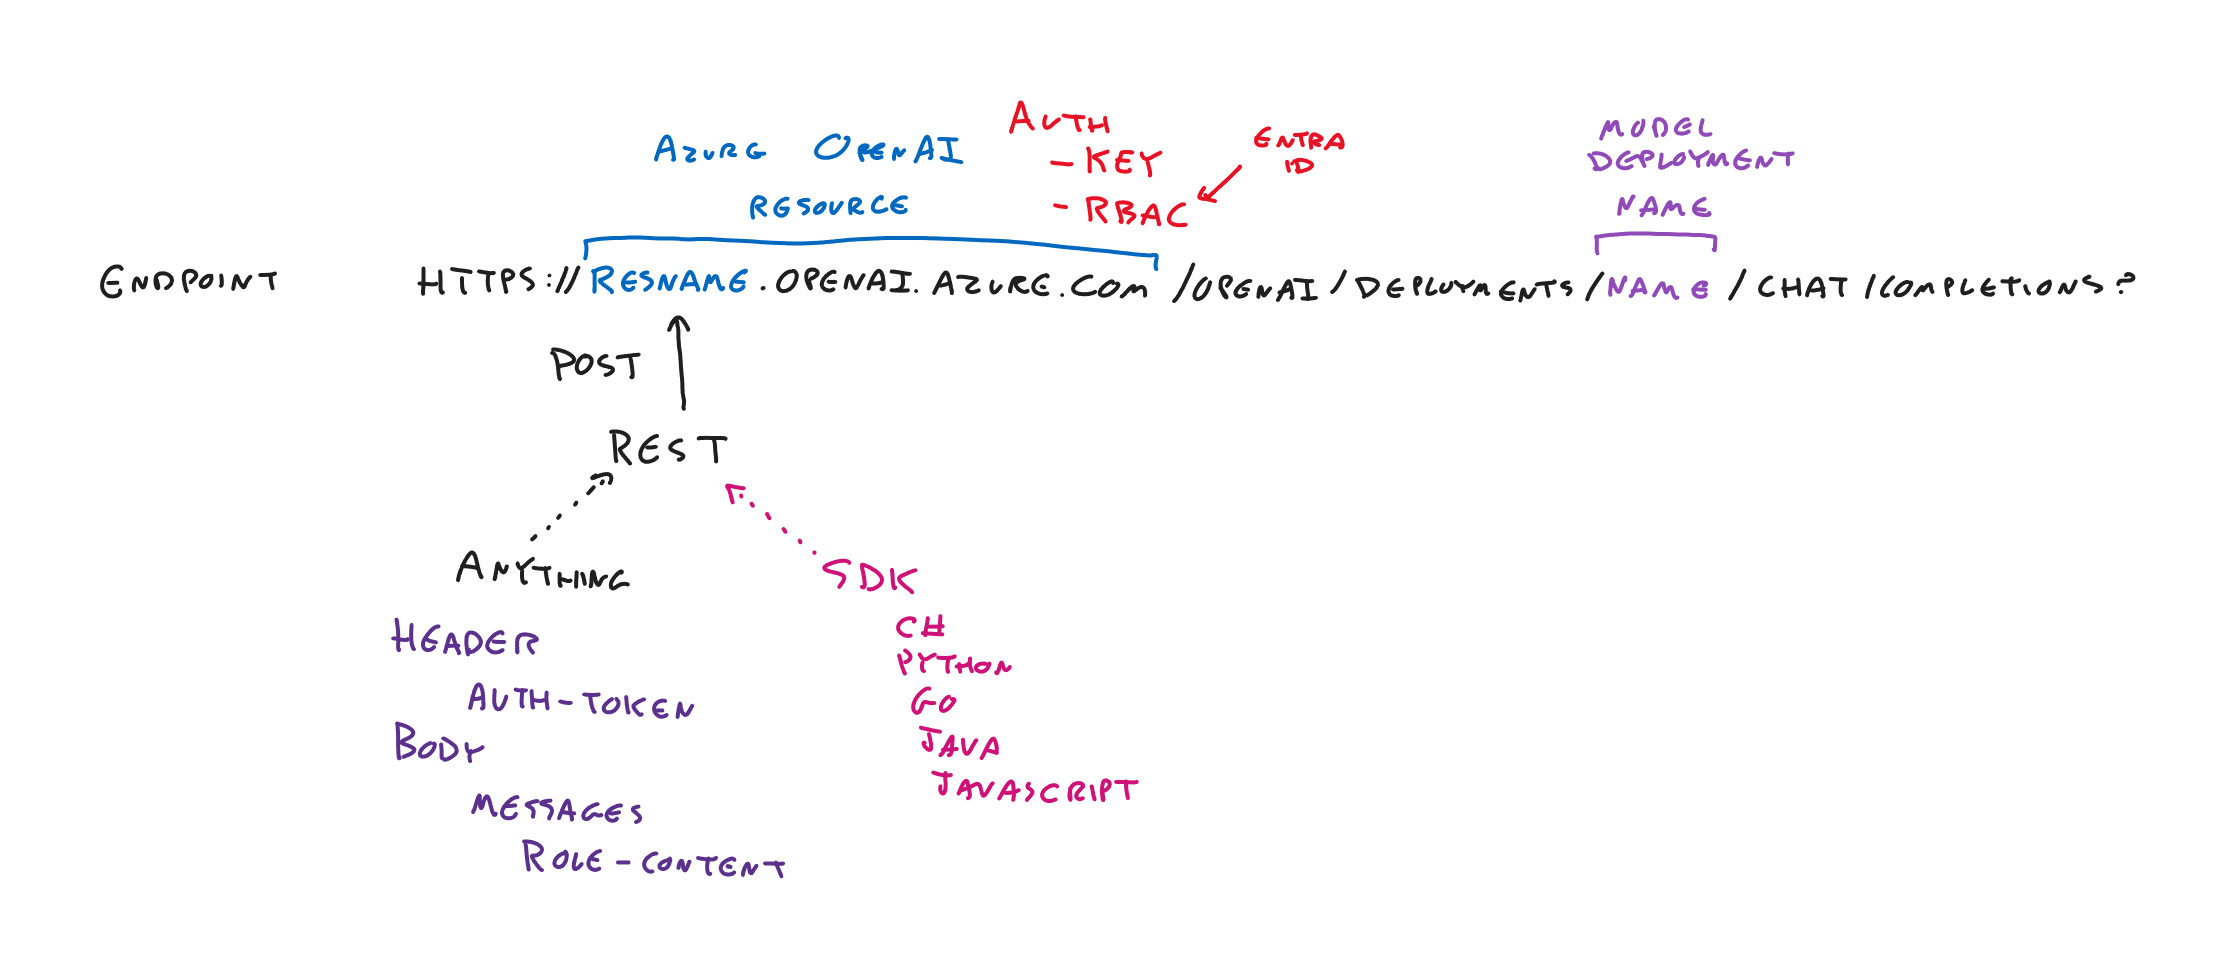 AZURE OPENAI
RESOURCE
AUTH
- KEY
- RBAC
ENTRA
ID
MODEL
DEPLOYMENT
NAME
ENDPOINT HTTPS://RESNAME.OPENAI.AZURE.COM/OPENAI/DEPLOYMENTS/NAME/CHAT/COMPLETIONS?
POST
REST
ANYTHING
HEADER
AUTH-TOKEN
BODY
MESSAGES
ROLE-CONTENT
SDK
C#
PYTHON
GO
JAVA
JAVASCRIPT